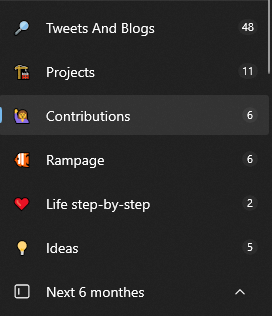 Tweets And Blogs 48
Projects 11
Contributions 6
Rampage 6
Life step-by-step 2
Ideas 5
Next 6 monthes